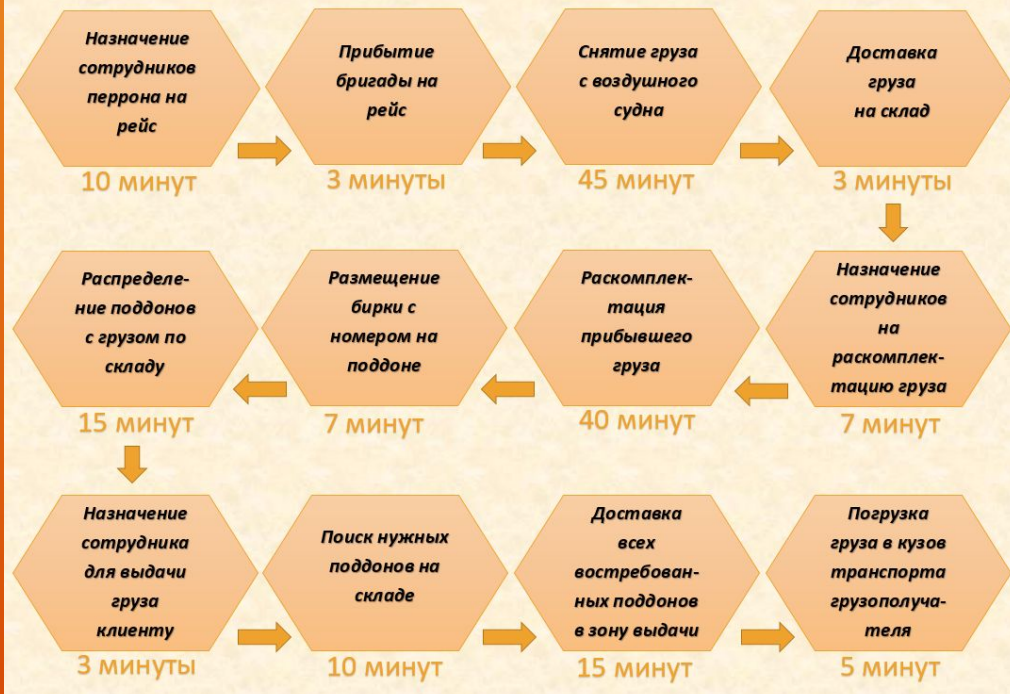 Назначение
сотрудников
перрона на
рейс
10 минут
Прибытие
бригады на
рейс
3 минуты
Снятие груза
с воздушного
судна
45 минут
Доставка
груза
на склад
3 минуты
Назначение
сотрудников
на
раскомплек-
тацию груза
7 минут
Раскомплек-
тация
прибывшего
груза
40 минут
Размещение
бирки с
номером на
поддоне
7 минут
Распределе-
ние поддонов
с грузом по
складу
15 минут
Назначение
сотрудника
для выдачи
груза
клиенту
3 минуты
Поиск нужных
поддонов на
складе
10 минут
Доставка
всех
востребован-
ных поддонов
в зону выдачи
15 минут
Погрузка
груза в кузов
транспорта
грузополуча-
теля
5 минут